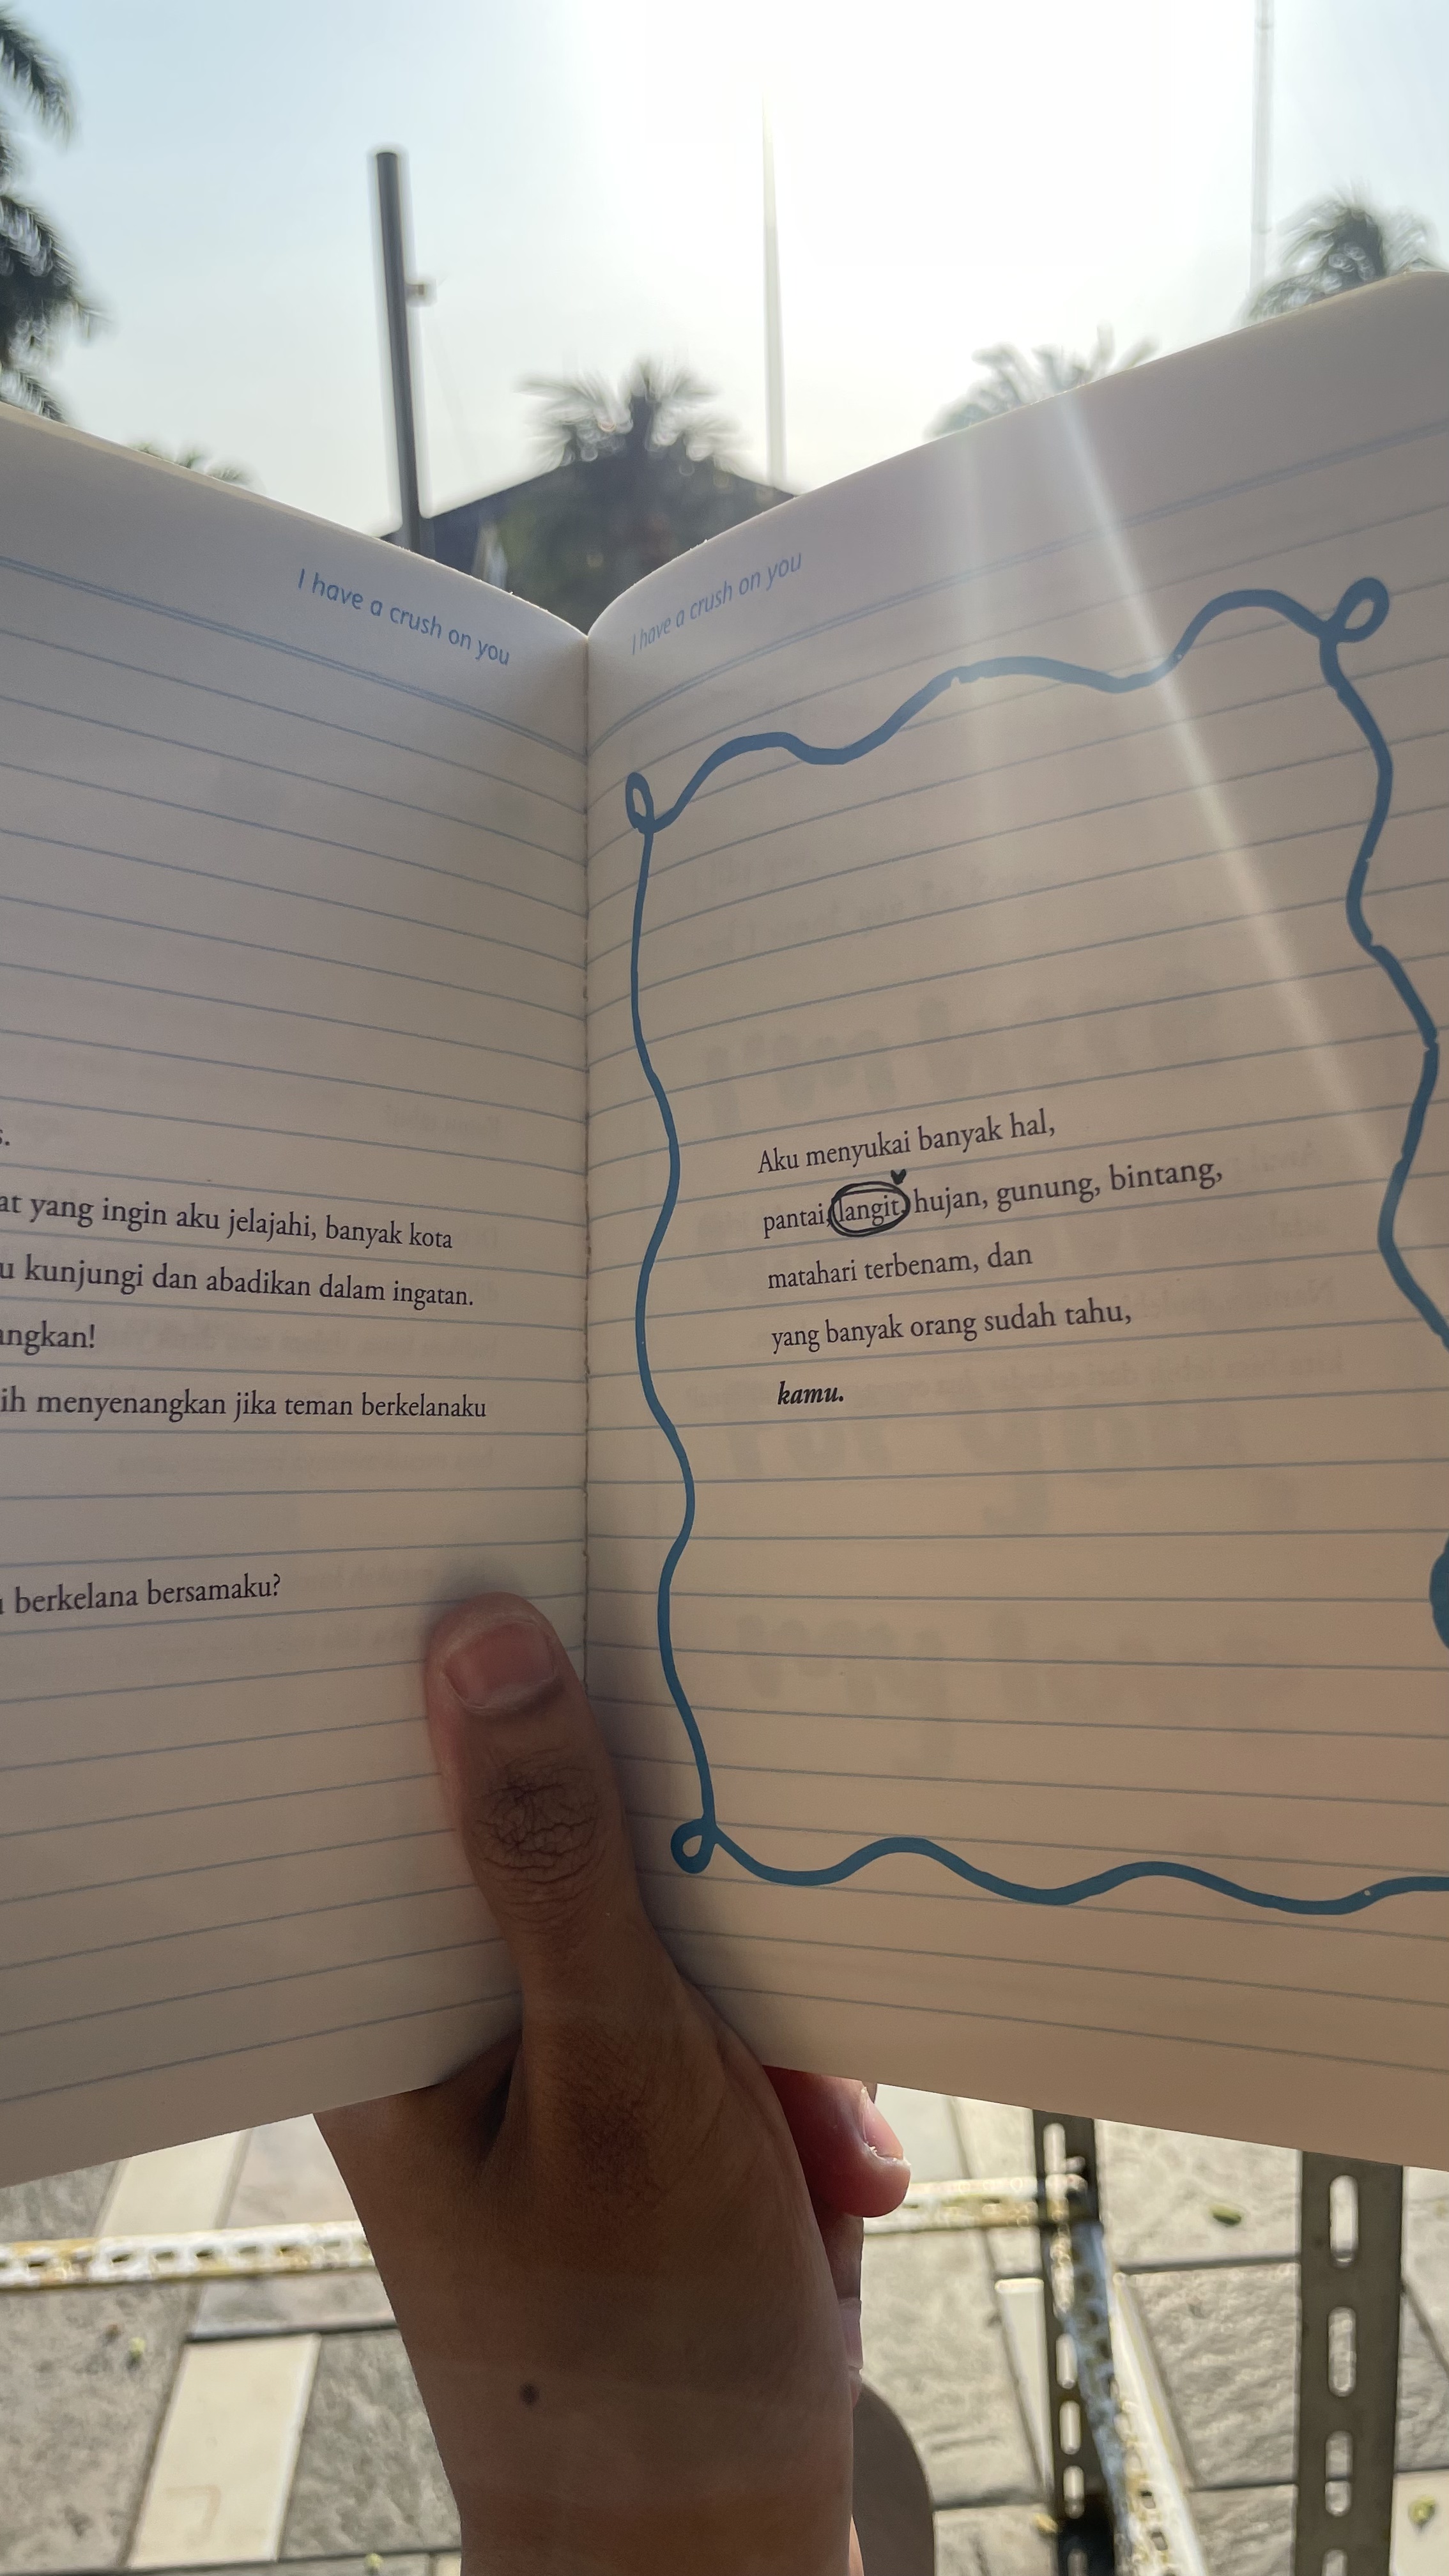 I have a crush on you
s.
at yang ingin aku jelajahi, banyak kota
u kunjungi dan abadikan dalam ingatan.
angkan!
ih menyenangkan jika teman berkelanaku
berkelana bersamaku?
I have a crush on you
Aku menyukai banyak hal,
pantai, langit, hujan, gunung, bintang,
matahari terbenam, dan
yang banyak orang sudah tahu,
kamu.